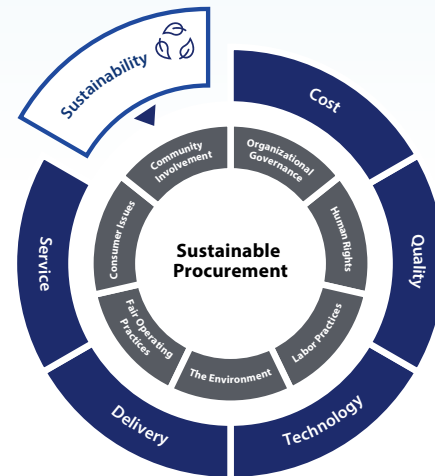 Sustainability
Cost
Quality
Technology
Delivery
Service
Community
Involvement
Organizational
Governance
Human Rights
Labor Practices
The Environment
Fair Operating
Practices
Consumer Issues
Sustainable
Procurement